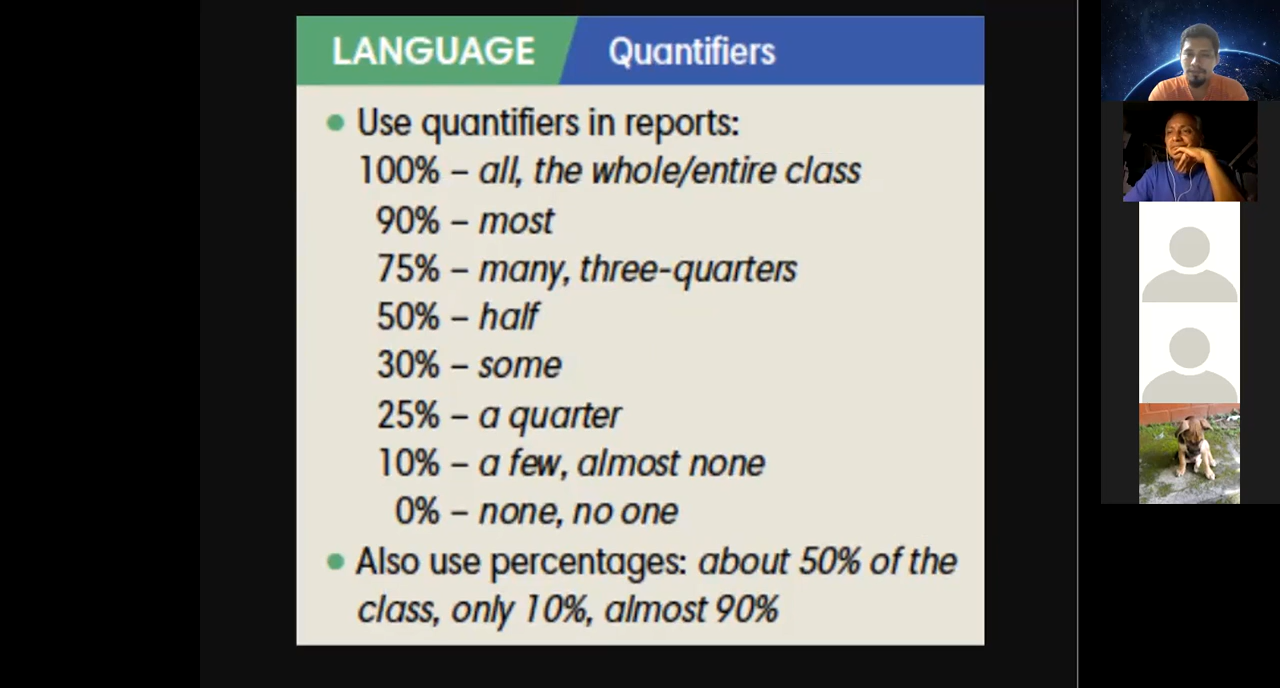 LANGUAGE Quantifiers
Use quantifiers in reports:
100% – all, the whole/entire class
90% – most
75% – many, three-quarters
50% – half
30% – some
25% – a quarter
10% – a few, almost none
0% – none, no one
Also use percentages: about 50% of the
class, only 10%, almost 90%